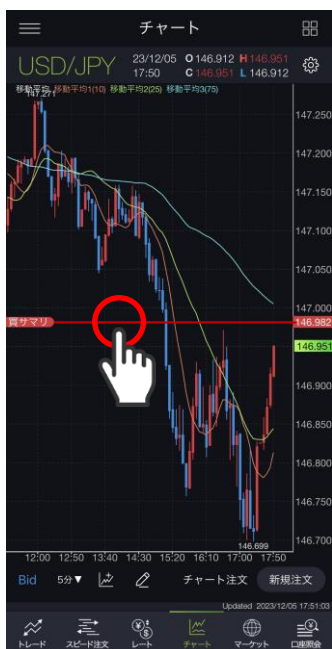 チャート
USD/JPY 23/12/05 O 146.912 H 146.951
17:50 C 146.951 L 146.912
移動平均 移動平均1(10) 移動平均2(25) 移動平均3(75)
147.271
147.250
147.200
147.150
147.100
147.050
147.000
買サマリ 146.982
146.951
146.900
146.850
146.800
146.750
146.700
146.699
12:00 12:50 13:40 14:30 15:20 16:10 17:00 17:50
Bid 5分▼ チャート注文 新規注文
Updated 2023/12/05 17:51:03
トレード スピード注文 レート チャート マーケット 口座照会